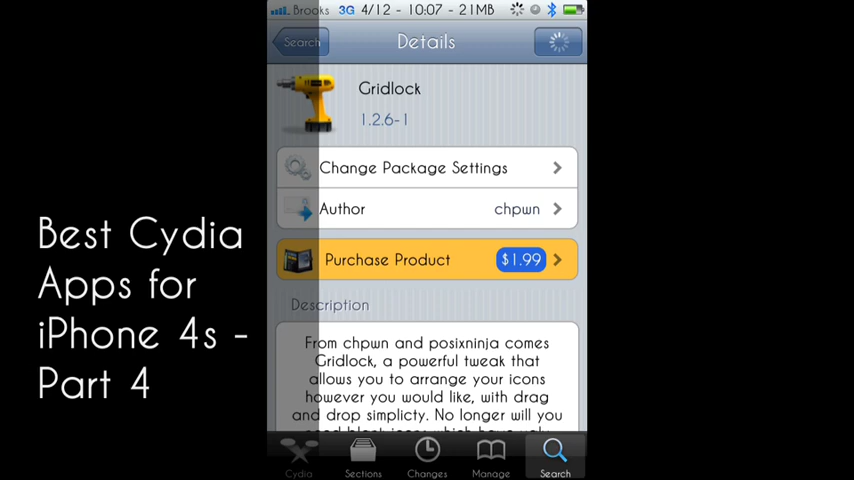 Brooks 3G 4/12 - 10:07 - 21MB
Search Details
Gridlock
1.2.6-1
Change Package Settings
Author chpwn
Purchase Product $1.99
Description
From chpwn and posixninja comes
Gridlock, a powerful tweak that
allows you to arrange your icons
however you would like, with drag
and drop simplicty. No longer will you
Cydia Sections Changes Manage Search
Best Cydia
Apps for
iPhone 4s -
Part 4